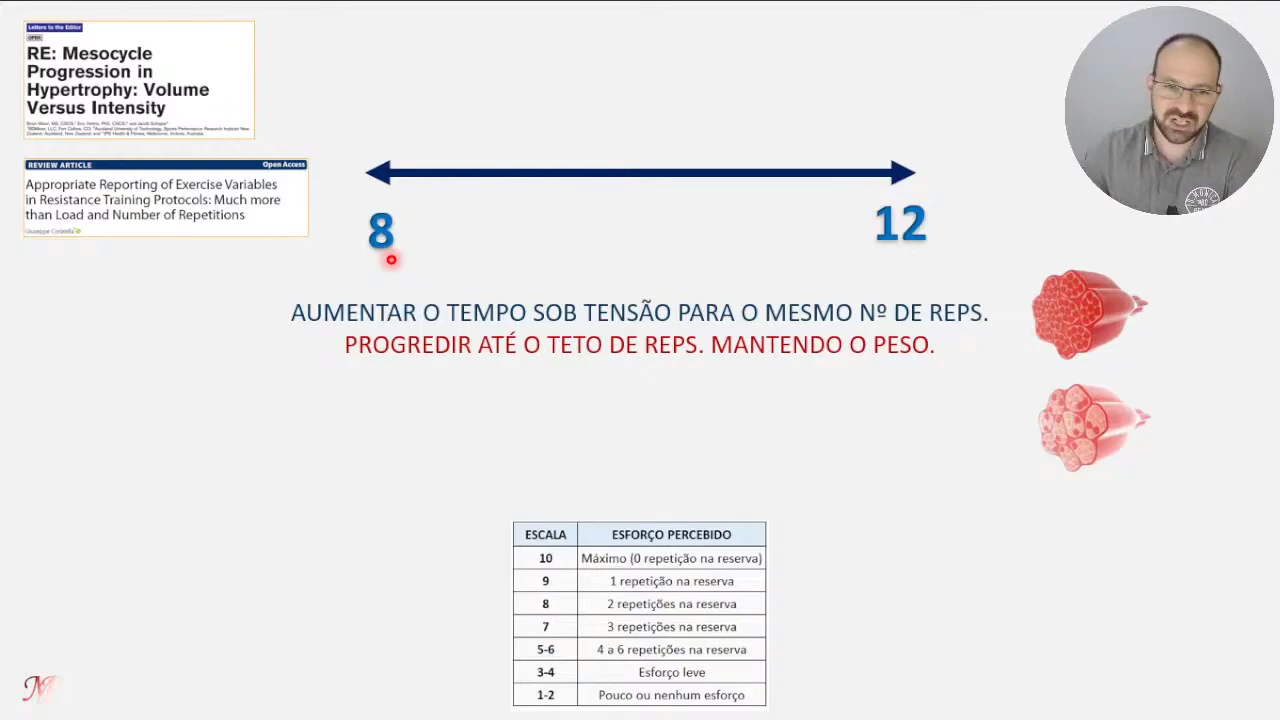 Letters to the Editor
OPEN
RE: Mesocycle
Progression in
Hypertrophy: Volume
Versus Intensity
REVIEW ARTICLE Open Access
Appropriate Reporting of Exercise Variables
in Resistance Training Protocols: Much more
than Load and Number of Repetitions
Giuseppe Coratella
8
12
AUMENTAR O TEMPO SOB TENSÃO PARA O MESMO Nº DE REPS.
PROGREDIR ATÉ O TETO DE REPS. MANTENDO O PESO.
ESCALA ESFORÇO PERCEBIDO
10 Máximo (0 repetição na reserva)
9 1 repetição na reserva
8 2 repetições na reserva
7 3 repetições na reserva
5-6 4 a 6 repetições na reserva
3-4 Esforço leve
1-2 Pouco ou nenhum esforço